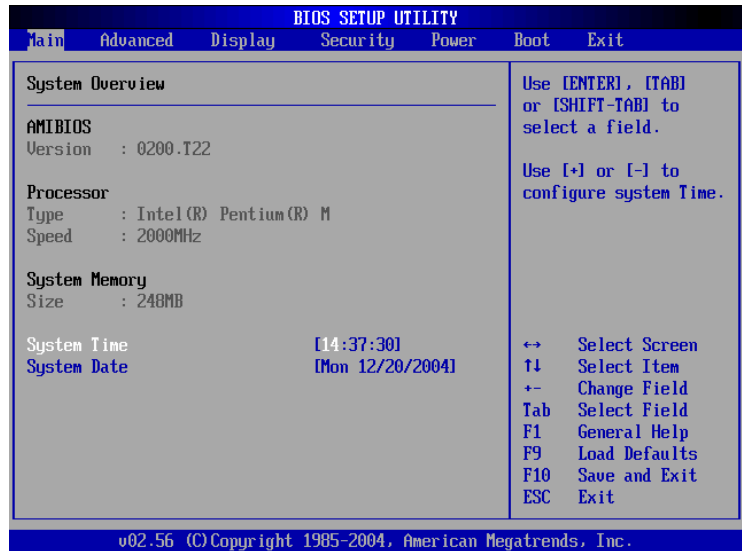 BIOS SETUP UTILITY
Main Advanced Display Security Power Boot Exit
System Overview
AMIBIOS
Version : 0200.T22
Processor
Type : Intel(R) Pentium(R) M
Speed : 2000MHz
System Memory
Size : 248MB
System Time [14:37:30]
System Date [Mon 12/20/2004]
Use [ENTER], [TAB]
or [SHIFT-TAB] to
select a field.
Use [+] or [-] to
configure system Time.
↔ Select Screen
↑↓ Select Item
+- Change Field
Tab Select Field
F1 General Help
F9 Load Defaults
F10 Save and Exit
ESC Exit
v02.56 (C)Copyright 1985-2004, American Megatrends, Inc.